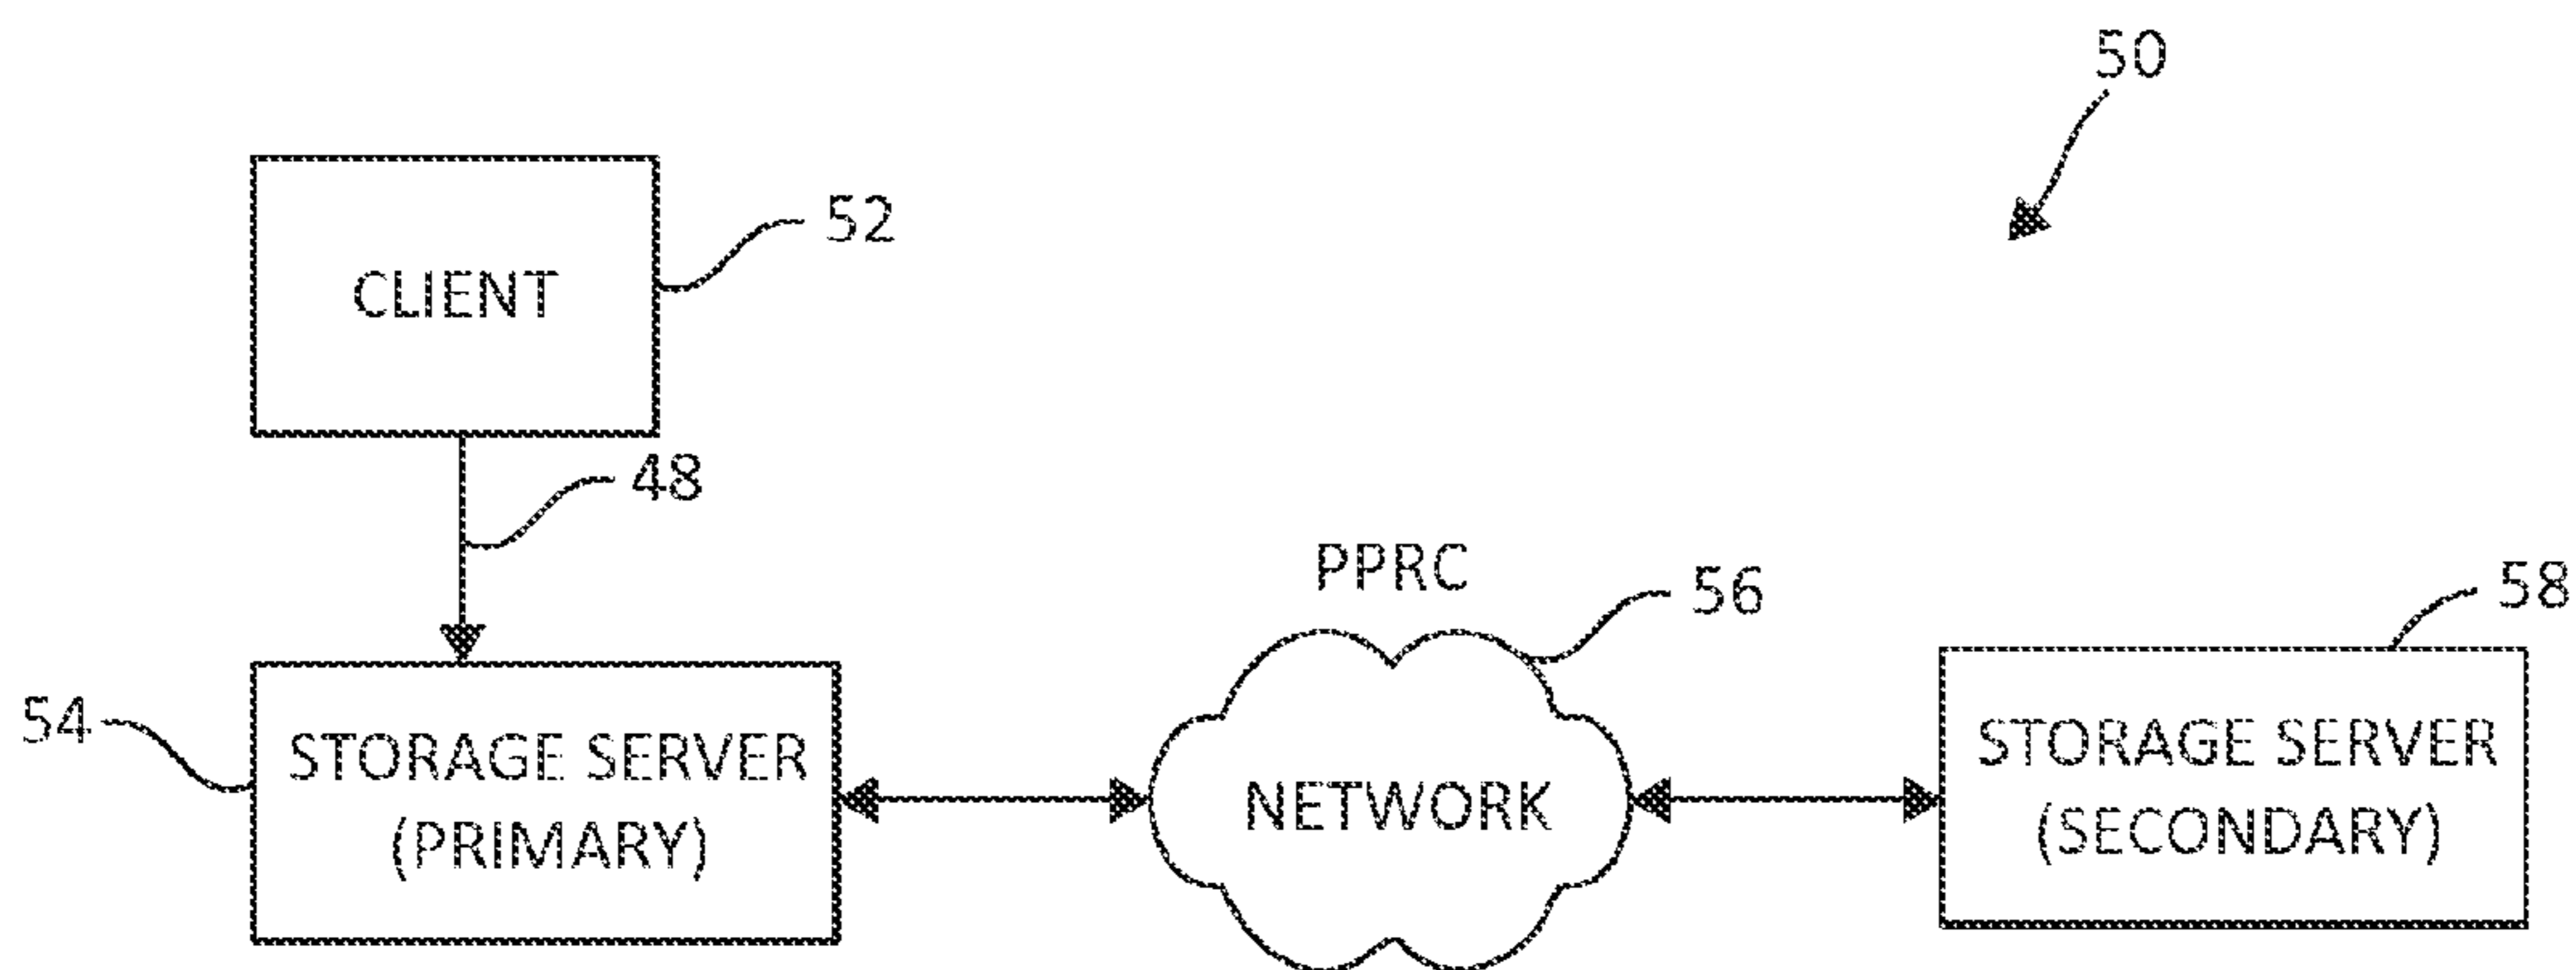 50
52
CLIENT
48
PPRC
56
58
54
STORAGE SERVER
(PRIMARY)
NETWORK
STORAGE SERVER
(SECONDARY)